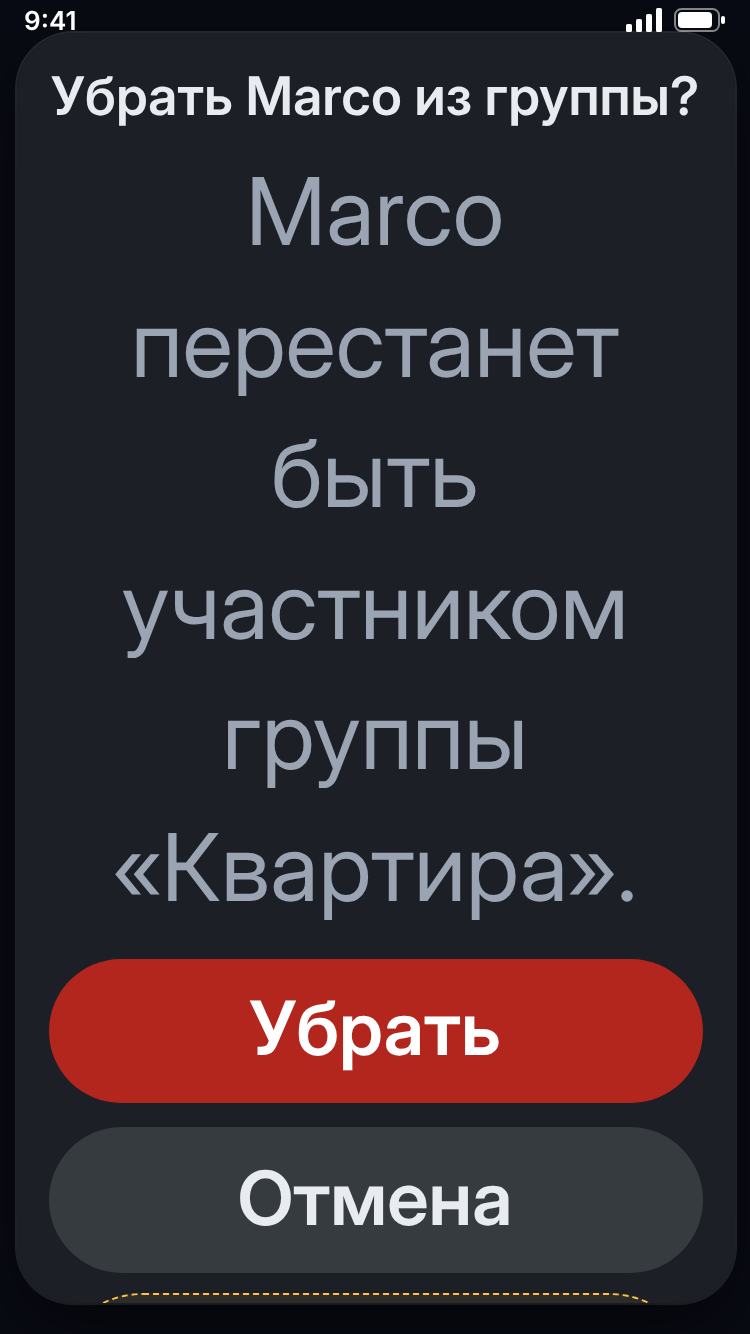 9:41
Убрать Marco из группы?
Marco
перестанет
быть
участником
группы
«Квартира».
Убрать
Отмена